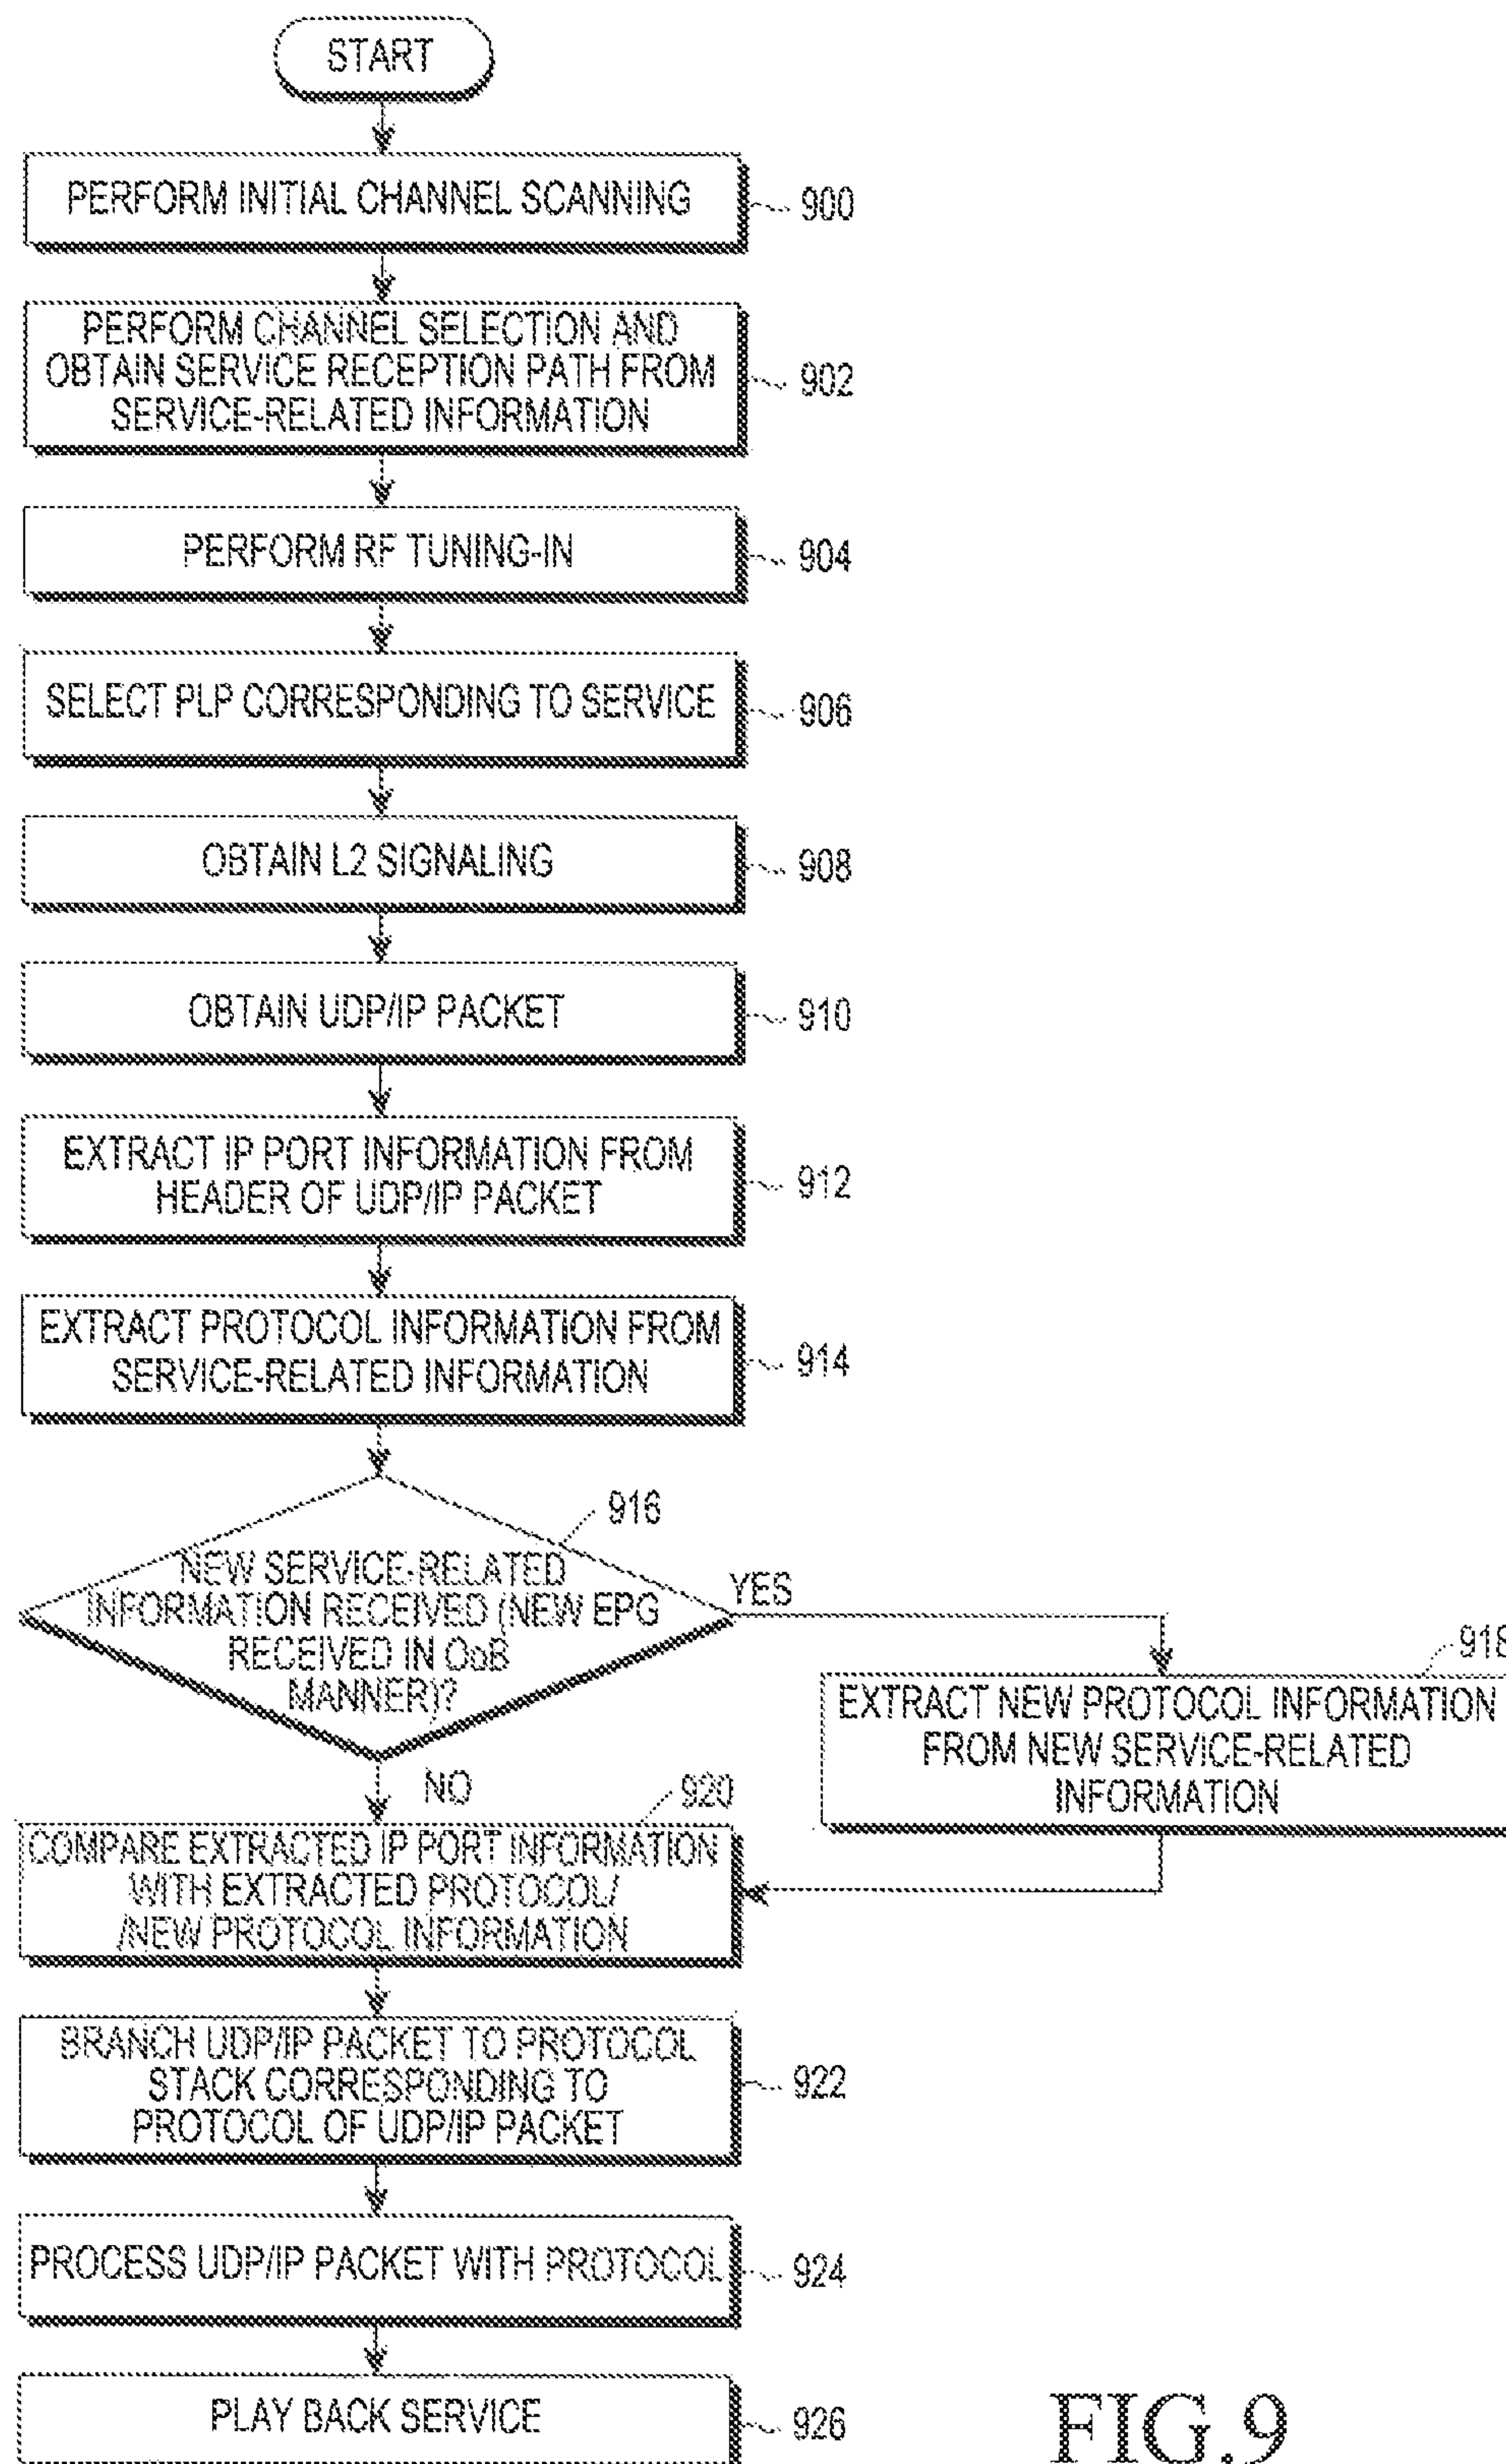 START
PERFORM INITIAL CHANNEL SCANNING
900
PERFORM CHANNEL SELECTION AND
OBTAIN SERVICE RECEPTION PATH FROM
SERVICE-RELATED INFORMATION
902
PERFORM RF TUNING-IN
904
SELECT PLP CORRESPONDING TO SERVICE
906
OBTAIN L2 SIGNALING
908
OBTAIN UDP/IP PACKET
910
EXTRACT IP PORT INFORMATION FROM
HEADER OF UDP/IP PACKET
912
EXTRACT PROTOCOL INFORMATION FROM
SERVICE-RELATED INFORMATION
914
916
NEW SERVICE-RELATED
INFORMATION RECEIVED (NEW EPG
RECEIVED IN OoB
MANNER)?
YES
918
EXTRACT NEW PROTOCOL INFORMATION
FROM NEW SERVICE-RELATED
INFORMATION
NO
920
COMPARE EXTRACTED IP PORT INFORMATION
WITH EXTRACTED PROTOCOL/
/NEW PROTOCOL INFORMATION
BRANCH UDP/IP PACKET TO PROTOCOL
STACK CORRESPONDING TO
PROTOCOL OF UDP/IP PACKET
922
PROCESS UDP/IP PACKET WITH PROTOCOL
924
PLAY BACK SERVICE
926
FIG.9